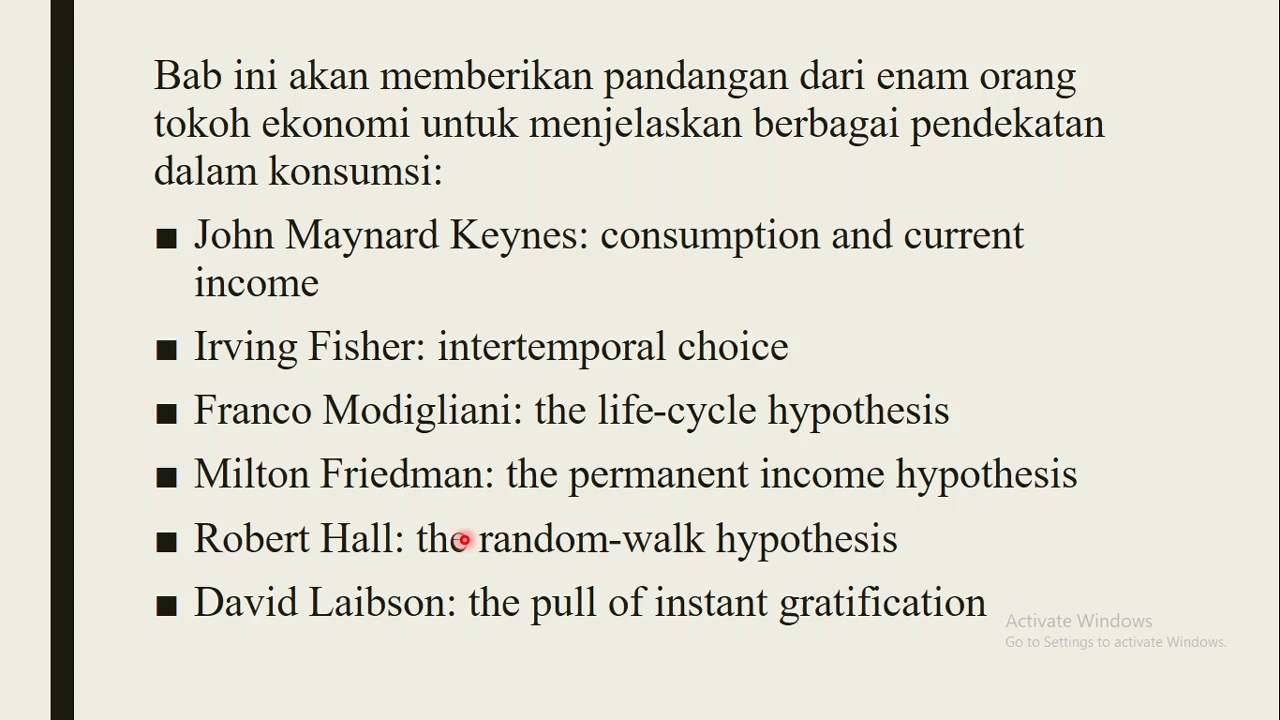 Bab ini akan memberikan pandangan dari enam orang
tokoh ekonomi untuk menjelaskan berbagai pendekatan
dalam konsumsi:
■ John Maynard Keynes: consumption and current
income
■ Irving Fisher: intertemporal choice
■ Franco Modigliani: the life-cycle hypothesis
■ Milton Friedman: the permanent income hypothesis
■ Robert Hall: the random-walk hypothesis
■ David Laibson: the pull of instant gratification
Activate Windows
Go to Settings to activate Windows.